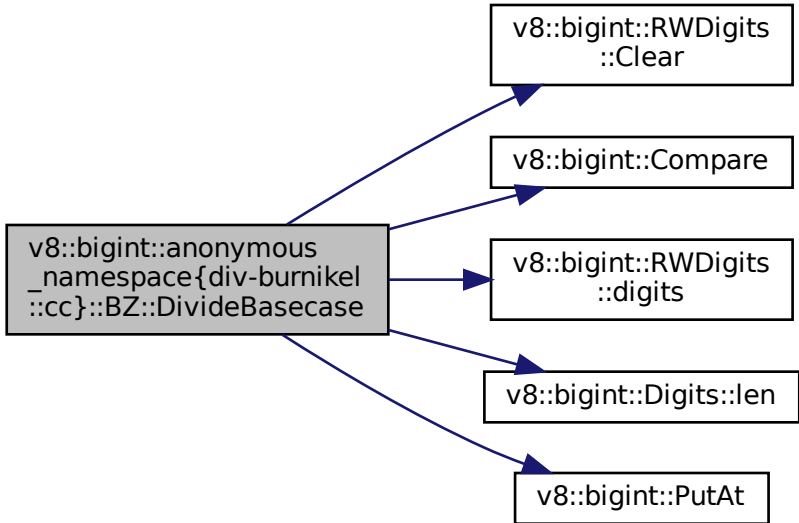 v8::bigint::RWDigits
::Clear
v8::bigint::Compare
v8::bigint::anonymous
_namespace{div-burnikel
::cc}::BZ::DivideBasecase
v8::bigint::RWDigits
::digits
v8::bigint::Digits::len
v8::bigint::PutAt